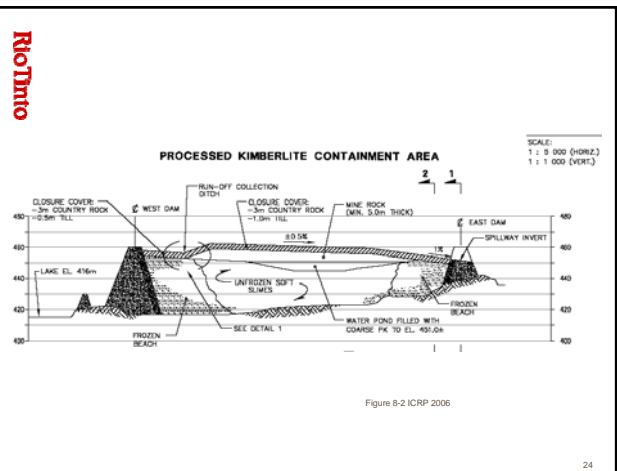 RioTinto
SCALE:
1 : 5 000 (HORIZ.)
1 : 1 000 (VERT.)
PROCESSED KIMBERLITE CONTAINMENT AREA
2 1
CLOSURE COVER:
~3m COUNTRY ROCK
~0.5m TILL
℄ WEST DAM
RUN-OFF COLLECTION
DITCH
CLOSURE COVER:
~3m COUNTRY ROCK
~1.0m TILL
MINE ROCK
(MIN. 5.0m THICK)
℄ EAST DAM
SPILLWAY INVERT
480
460
440
420
400
480
460
440
420
400
±0.5%
1%
LAKE EL. 416m
UNFROZEN SOFT
SLIMES
FROZEN
BEACH
SEE DETAIL 1
WATER POND FILLED WITH
COARSE PK TO EL. 451.0±
FROZEN
BEACH
Figure 8-2 ICRP 2006
24